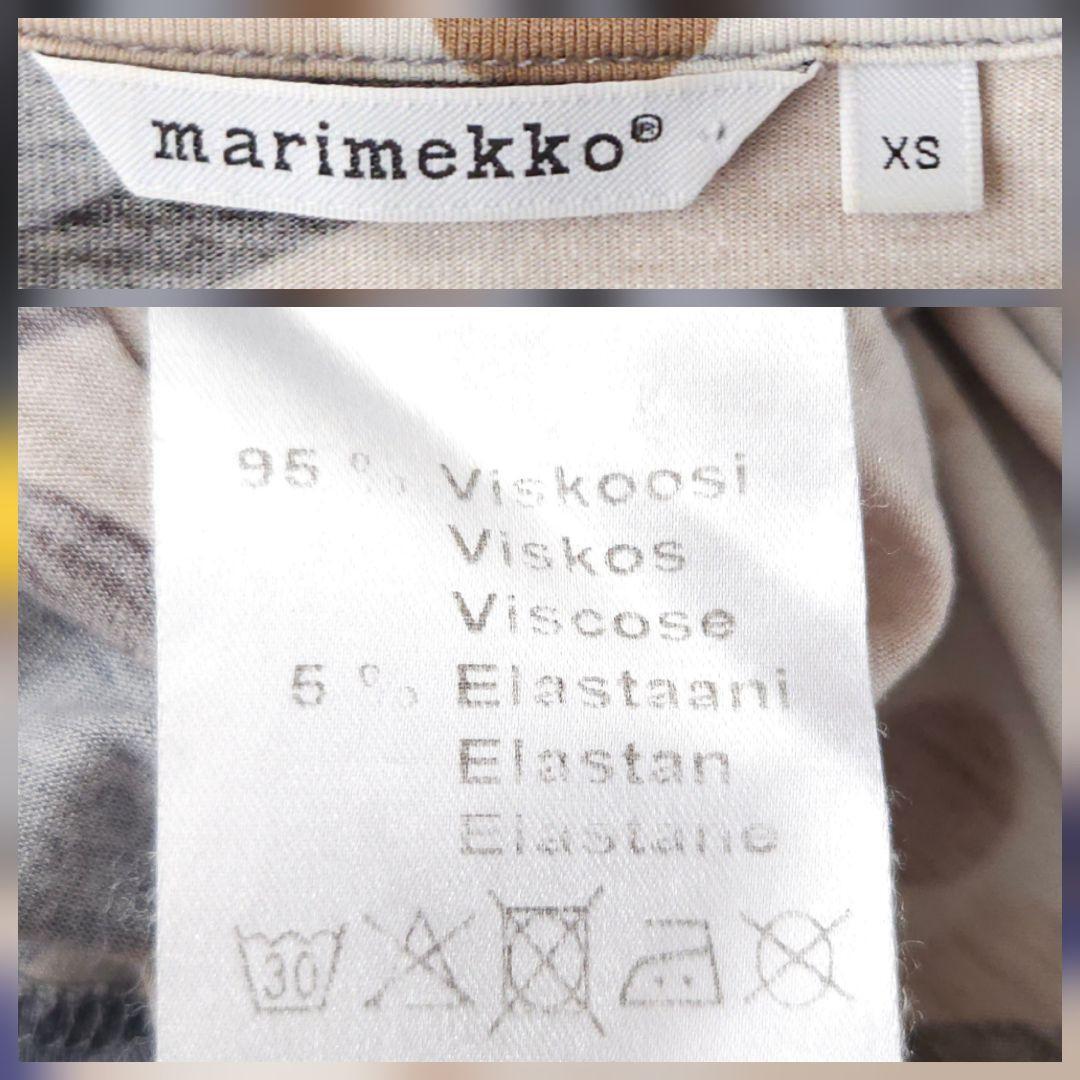 marimekko®
XS
95 % Viskoosi
Viskos
Viscose
5 % Elastaani
Elastan
Elastane
30